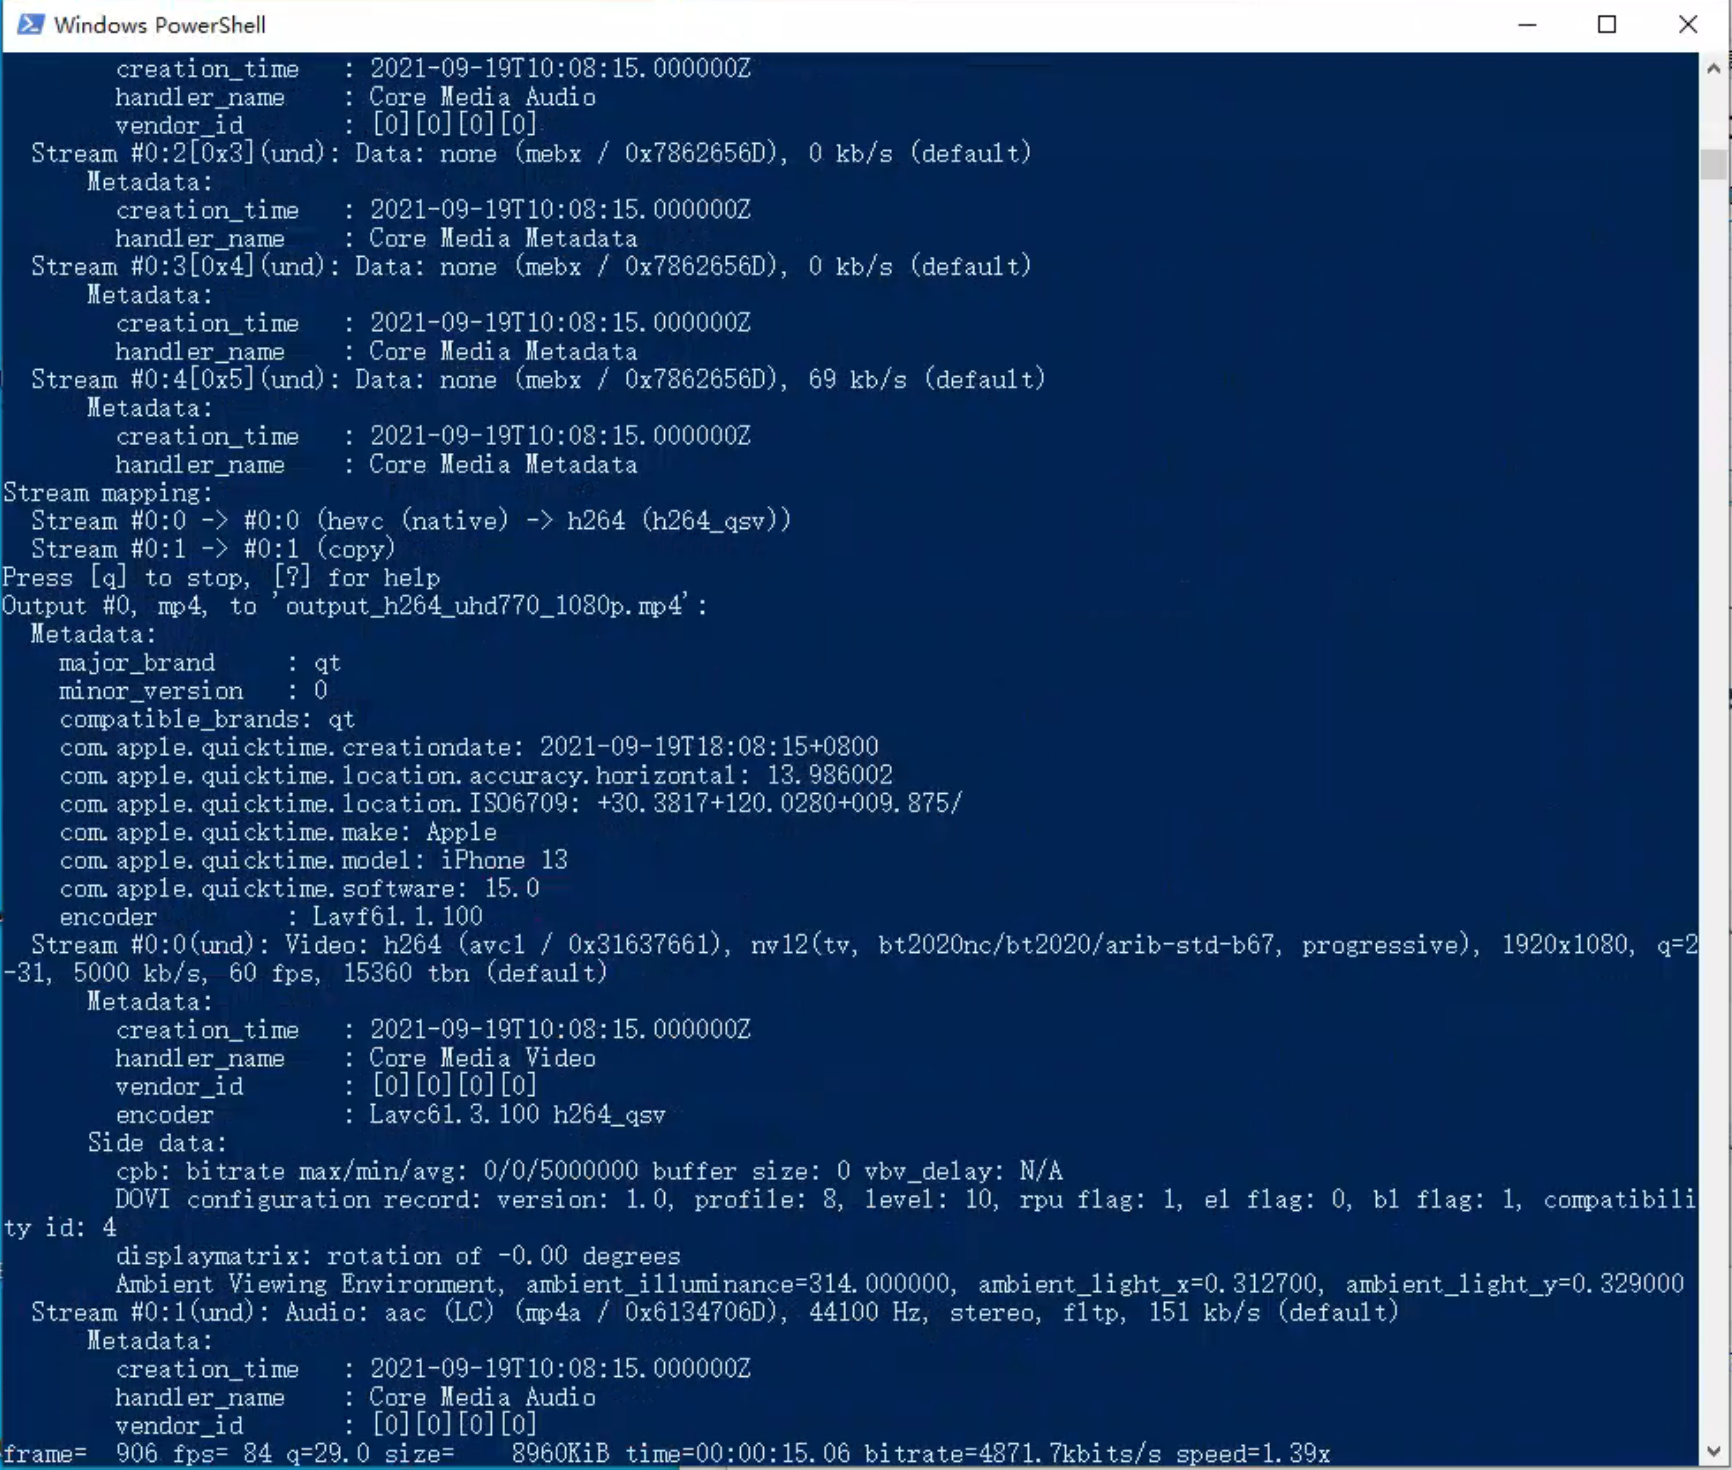 Windows PowerShell
creation_time : 2021-09-19T10:08:15.000000Z
handler_name : Core Media Audio
vendor_id : [0][0][0][0]
Stream #0:2[0x3](und): Data: none (mebx / 0x7862656D), 0 kb/s (default)
Metadata:
creation_time : 2021-09-19T10:08:15.000000Z
handler_name : Core Media Metadata
Stream #0:3[0x4](und): Data: none (mebx / 0x7862656D), 0 kb/s (default)
Metadata:
creation_time : 2021-09-19T10:08:15.000000Z
handler_name : Core Media Metadata
Stream #0:4[0x5](und): Data: none (mebx / 0x7862656D), 69 kb/s (default)
Metadata:
creation_time : 2021-09-19T10:08:15.000000Z
handler_name : Core Media Metadata
Stream mapping:
Stream #0:0 -> #0:0 (hevc (native) -> h264 (h264_qsv))
Stream #0:1 -> #0:1 (copy)
Press [q] to stop, [?] for help
Output #0, mp4, to 'output_h264_uhd770_1080p.mp4':
Metadata:
major_brand : qt
minor_version : 0
compatible_brands: qt
com.apple.quicktime.creationdate: 2021-09-19T18:08:15+0800
com.apple.quicktime.location.accuracy.horizontal: 13.986002
com.apple.quicktime.location.ISO6709: +30.3817+120.0280+009.875/
com.apple.quicktime.make: Apple
com.apple.quicktime.model: iPhone 13
com.apple.quicktime.software: 15.0
encoder : Lavf61.1.100
Stream #0:0(und): Video: h264 (avc1 / 0x31637661), nv12(tv, bt2020nc/bt2020/arib-std-b67, progressive), 1920x1080, q=2
-31, 5000 kb/s, 60 fps, 15360 tbn (default)
Metadata:
creation_time : 2021-09-19T10:08:15.000000Z
handler_name : Core Media Video
vendor_id : [0][0][0][0]
encoder : Lavc61.3.100 h264_qsv
Side data:
cpb: bitrate max/min/avg: 0/0/5000000 buffer size: 0 vbv_delay: N/A
DOVI configuration record: version: 1.0, profile: 8, level: 10, rpu flag: 1, el flag: 0, bl flag: 1, compatibili
ty id: 4
displaymatrix: rotation of -0.00 degrees
Ambient Viewing Environment, ambient_illuminance=314.000000, ambient_light_x=0.312700, ambient_light_y=0.329000
Stream #0:1(und): Audio: aac (LC) (mp4a / 0x6134706D), 44100 Hz, stereo, fltp, 151 kb/s (default)
Metadata:
creation_time : 2021-09-19T10:08:15.000000Z
handler_name : Core Media Audio
vendor_id : [0][0][0][0]
frame= 906 fps= 84 q=29.0 size= 8960KiB time=00:00:15.06 bitrate=4871.7kbits/s speed=1.39x